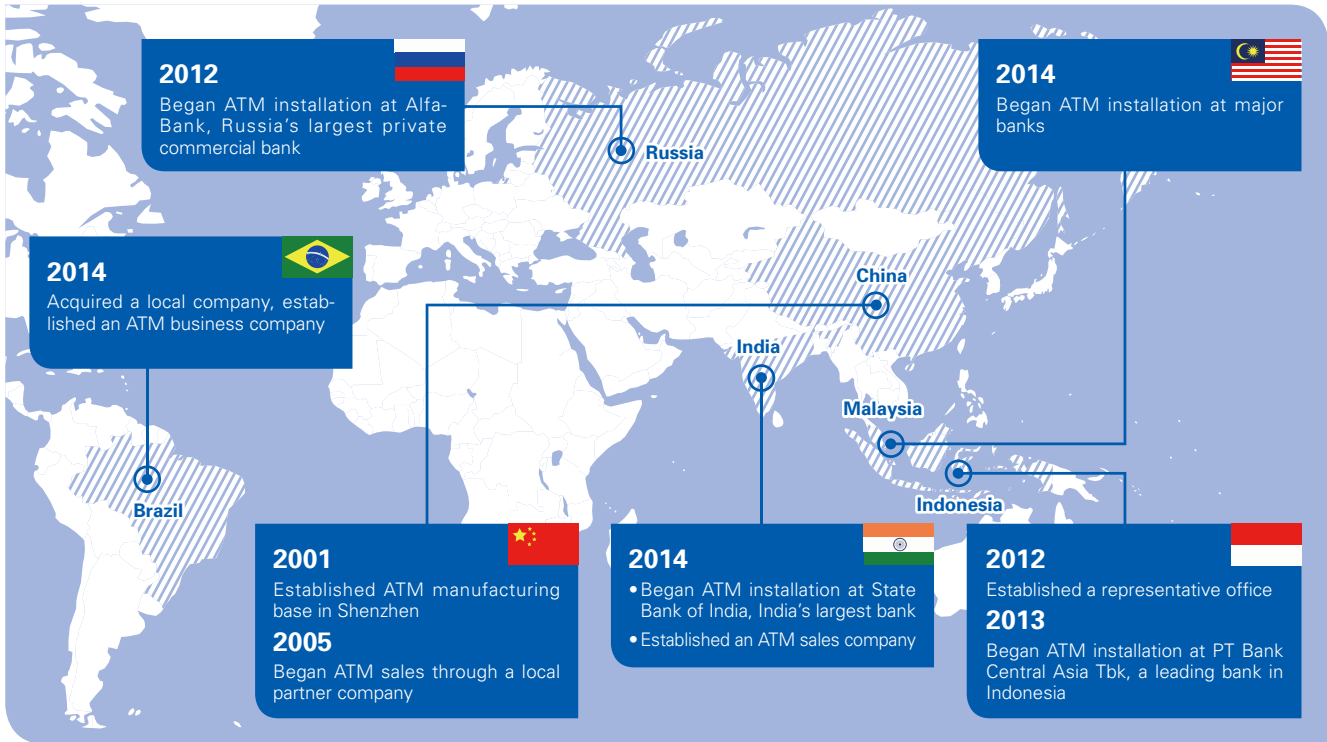 2012
Began ATM installation at Alfa-
Bank, Russia's largest private
commercial bank
Russia
2014
Began ATM installation at major
banks
2014
Acquired a local company, estab-
lished an ATM business company
Brazil
China
India
Malaysia
Indonesia
2001
Established ATM manufacturing
base in Shenzhen
2005
Began ATM sales through a local
partner company
2014
• Began ATM installation at State
Bank of India, India's largest bank
• Established an ATM sales company
2012
Established a representative office
2013
Began ATM installation at PT Bank
Central Asia Tbk, a leading bank in
Indonesia